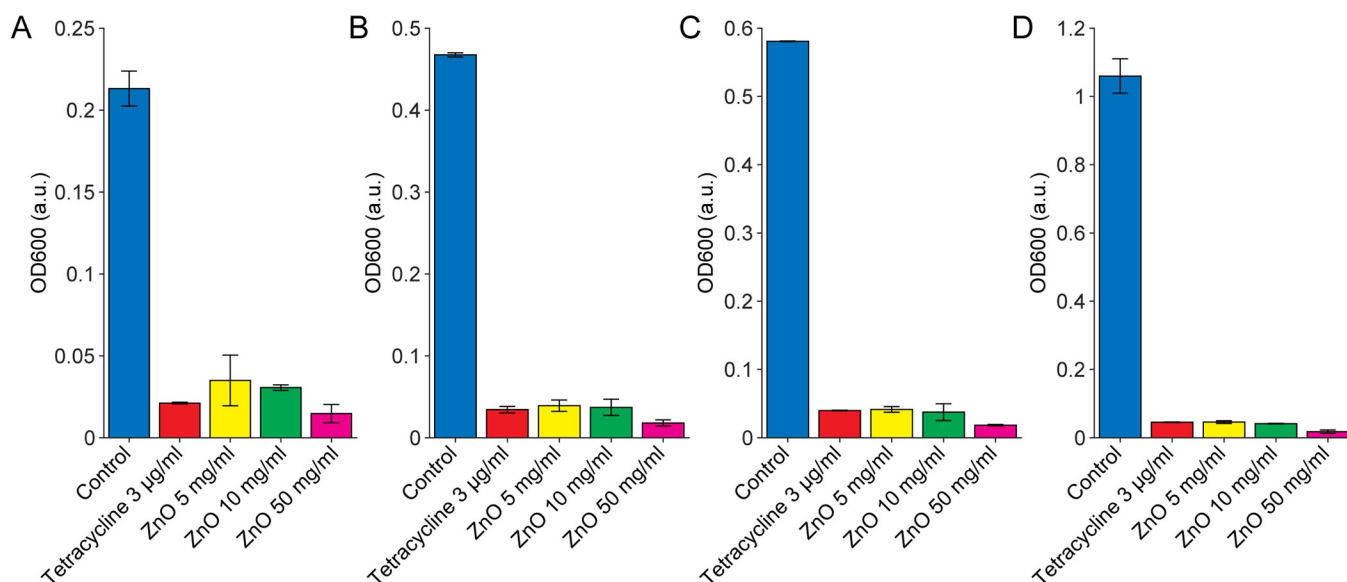 A
OD600 (a.u.)
0.25
0.2
0.15
0.1
0.05
0
Control
Tetracycline 3 µg/ml
ZnO 5 mg/ml
ZnO 10 mg/ml
ZnO 50 mg/ml
B
OD600 (a.u.)
0.5
0.4
0.3
0.2
0.1
0
Control
Tetracycline 3 µg/ml
ZnO 5 mg/ml
ZnO 10 mg/ml
ZnO 50 mg/ml
C
OD600 (a.u.)
0.6
0.5
0.4
0.3
0.2
0.1
0
Control
Tetracycline 3 µg/ml
ZnO 5 mg/ml
ZnO 10 mg/ml
ZnO 50 mg/ml
D
OD600 (a.u.)
1.2
1
0.8
0.6
0.4
0.2
0
Control
Tetracycline 3 µg/ml
ZnO 5 mg/ml
ZnO 10 mg/ml
ZnO 50 mg/ml